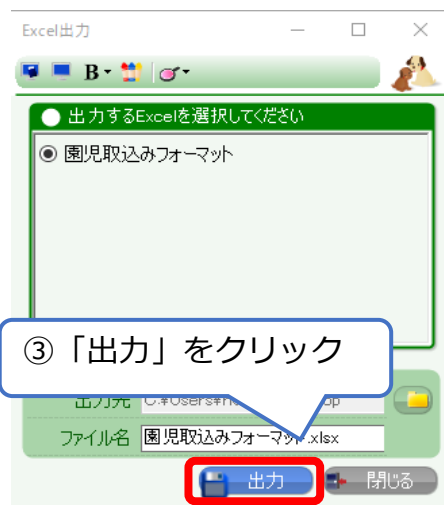 Excel出力
B
出力するExcelを選択してください
園児取込みフォーマット
③「出力」をクリック
出力先 C:¥Users¥
ファイル名 園児取込みフォーマット.xlsx
出力 閉じる